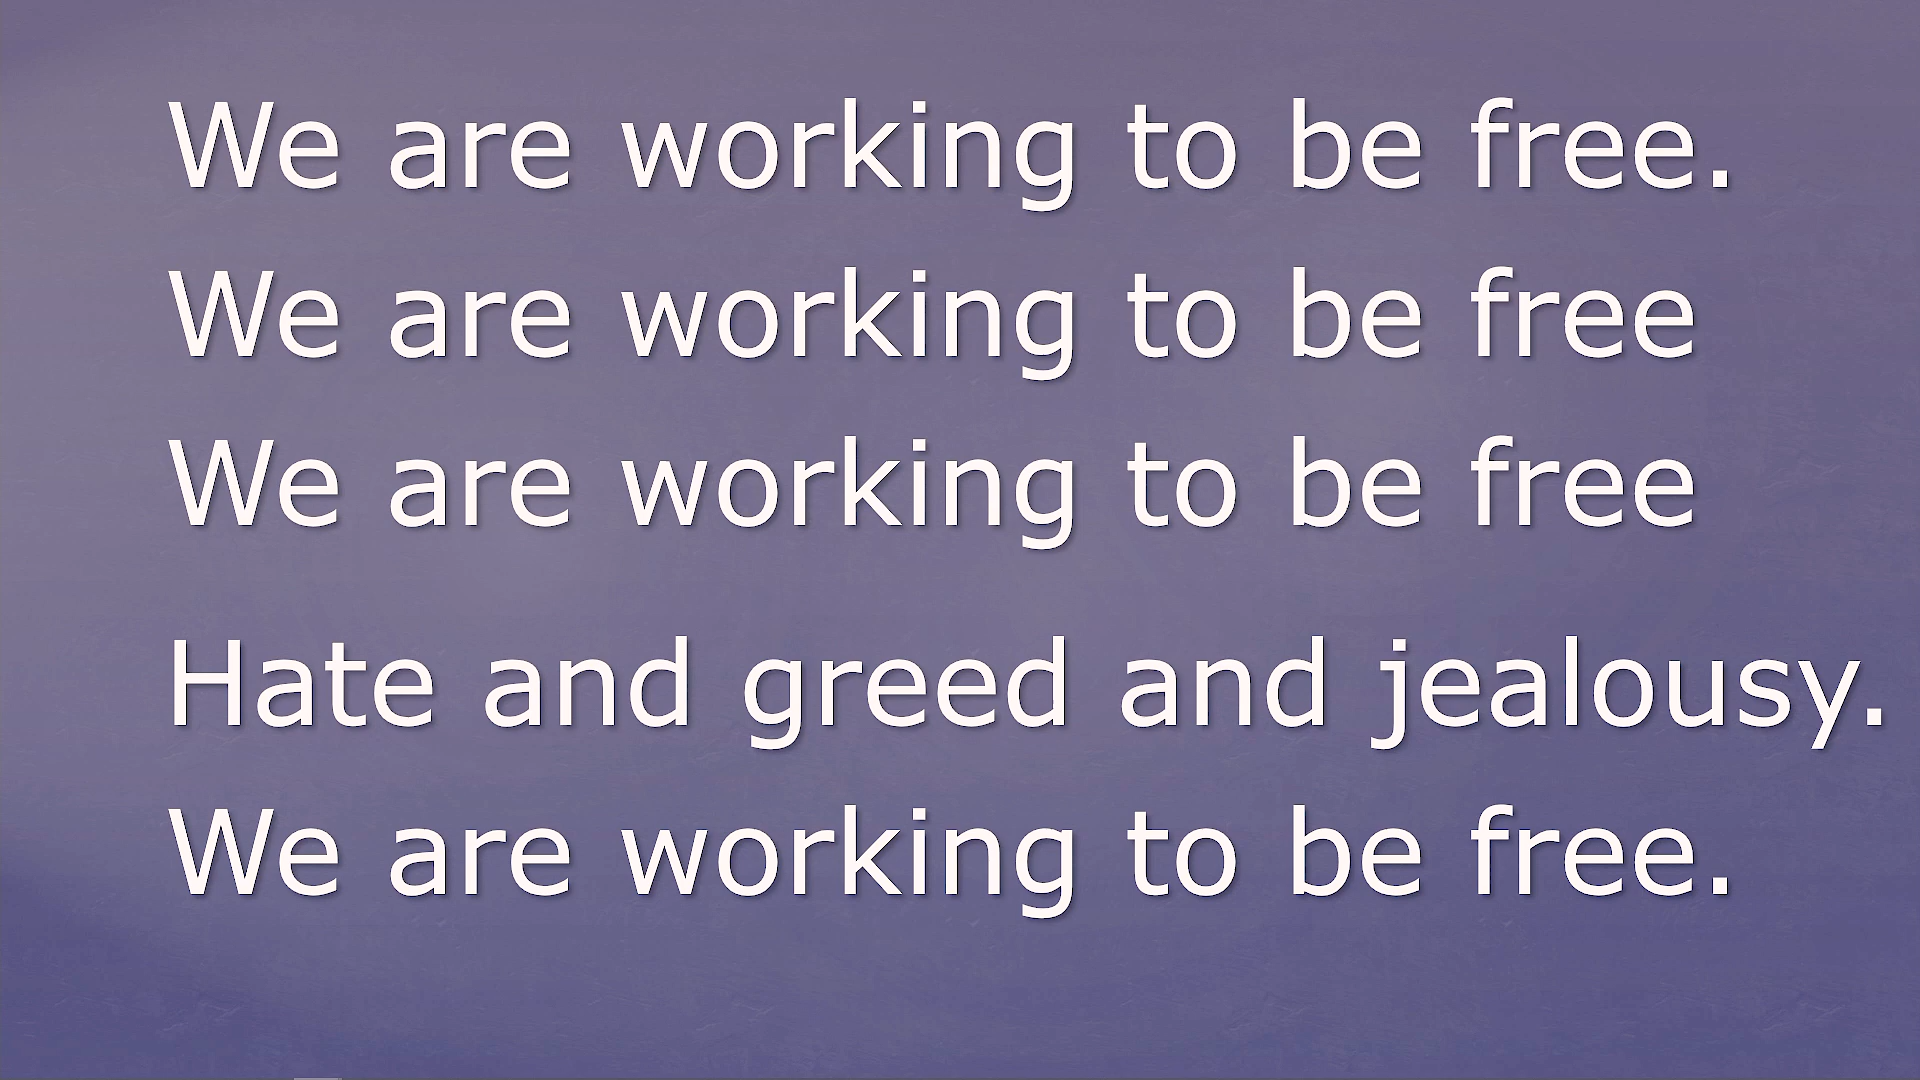 We are working to be free.
We are working to be free
We are working to be free
Hate and greed and jealousy.
We are working to be free.